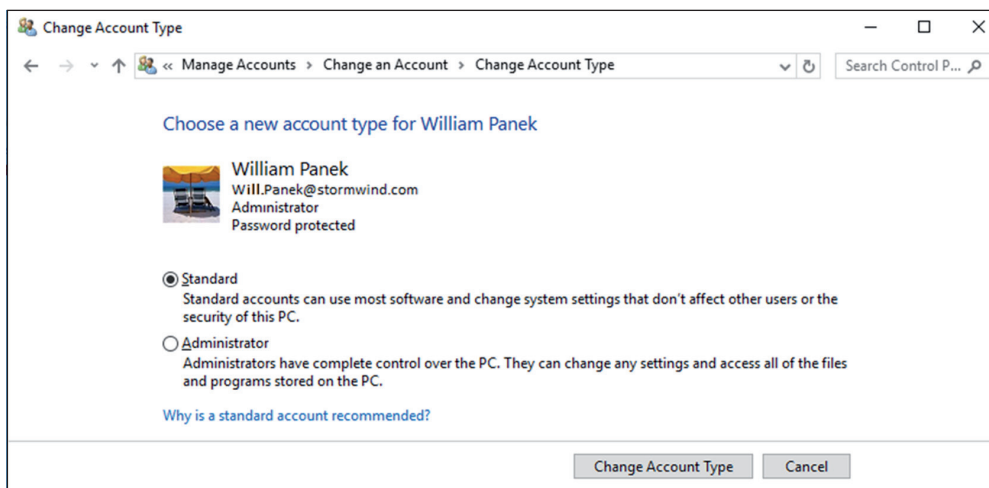 Change Account Type
« Manage Accounts > Change an Account > Change Account Type
Search Control P...
Choose a new account type for William Panek
William Panek
Will.Panek@stormwind.com
Administrator
Password protected
Standard
Standard accounts can use most software and change system settings that don't affect other users or the
security of this PC.
Administrator
Administrators have complete control over the PC. They can change any settings and access all of the files
and programs stored on the PC.
Why is a standard account recommended?
Change Account Type
Cancel